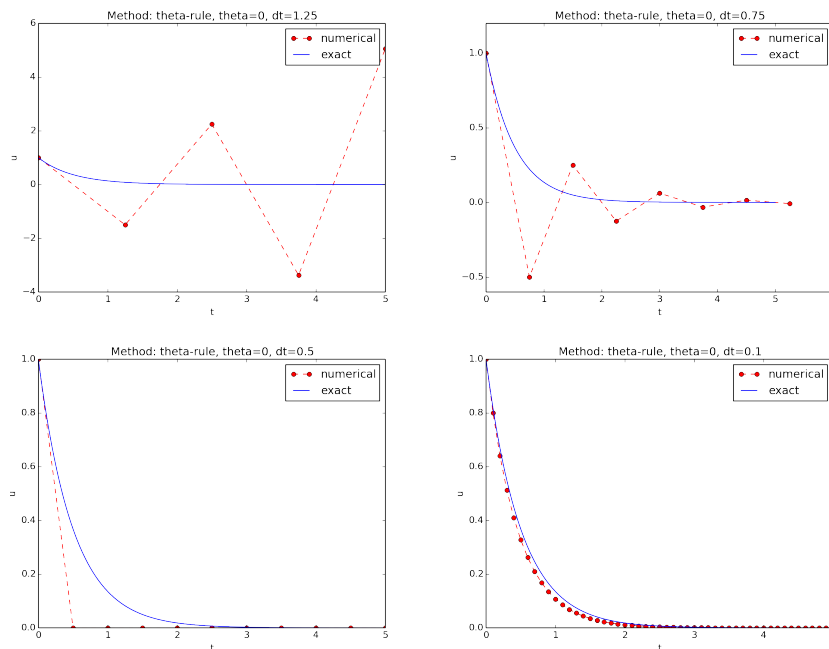 Method: theta-rule, theta=0, dt=1.25
numerical
exact
6
4
2
0
−2
−4
u
0 1 2 3 4 5
t
Method: theta-rule, theta=0, dt=0.75
numerical
exact
1.0
0.5
0.0
−0.5
u
0 1 2 3 4 5
t
Method: theta-rule, theta=0, dt=0.5
numerical
exact
1.0
0.8
0.6
0.4
0.2
0.0
u
0 1 2 3 4 5
t
Method: theta-rule, theta=0, dt=0.1
numerical
exact
1.0
0.8
0.6
0.4
0.2
0.0
u
0 1 2 3 4
t